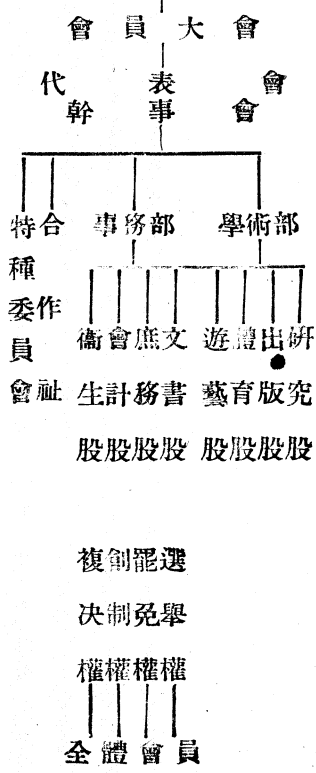 會員大會
代表會
幹事會
學術部
事務部
合作社
特種委員會
研究股
出版股
體育股
遊藝股
文書股
庶務股
會計股
衞生股
選舉權
罷免權
創制權
複决權
全體會員